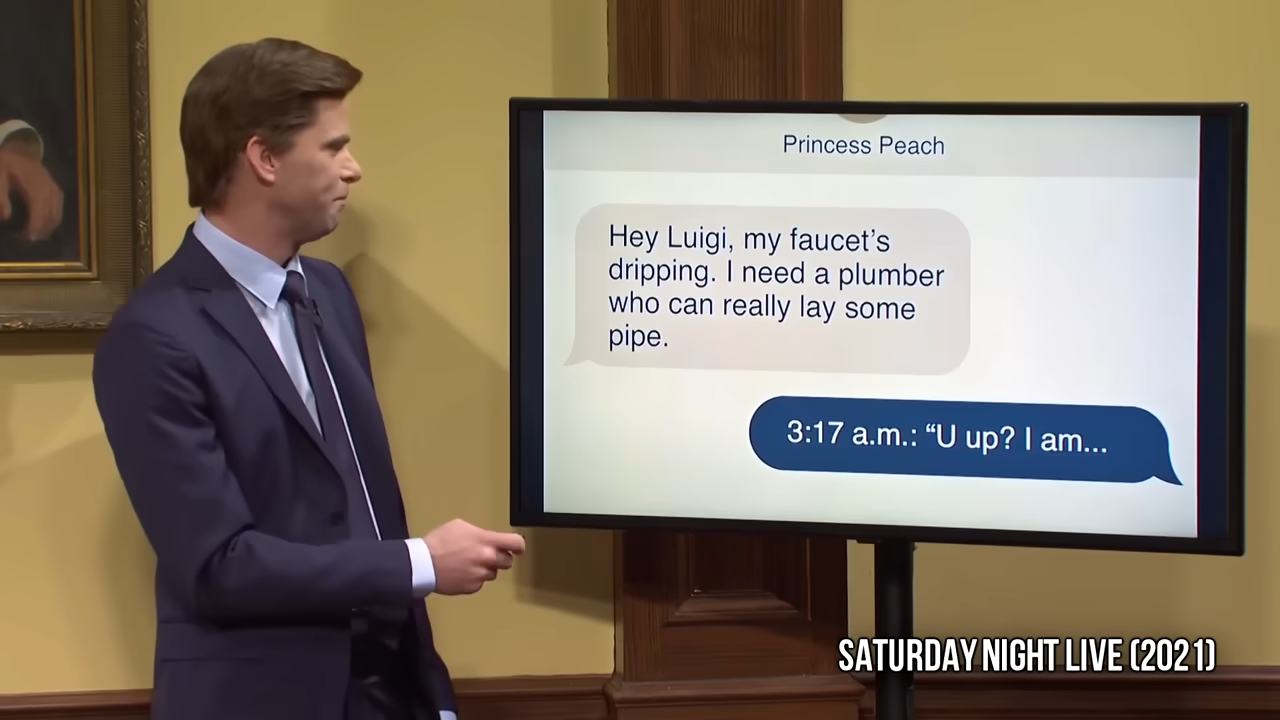 Princess Peach
Hey Luigi, my faucet’s
dripping. I need a plumber
who can really lay some
pipe.
3:17 a.m.: “U up? I am...
SATURDAY NIGHT LIVE (2021)